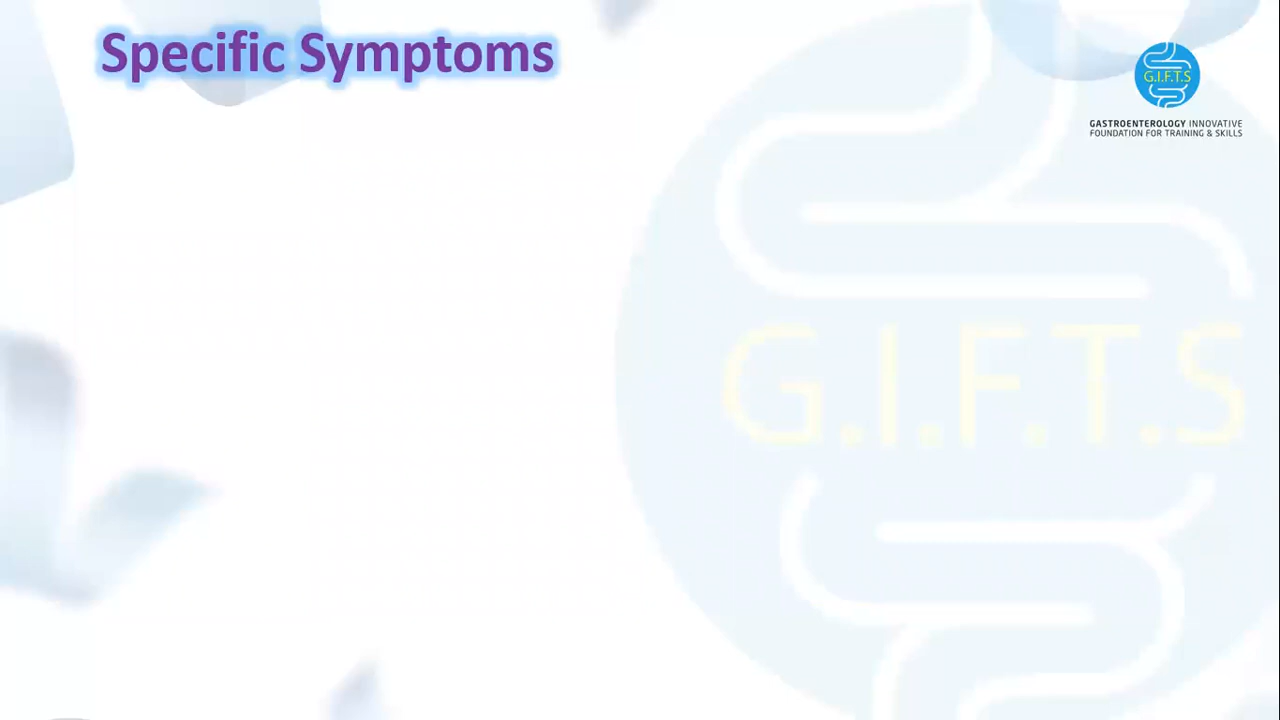 Specific Symptoms
G.I.F.T.S
GASTROENTEROLOGY INNOVATIVE
FOUNDATION FOR TRAINING & SKILLS
G.I.F.T.S